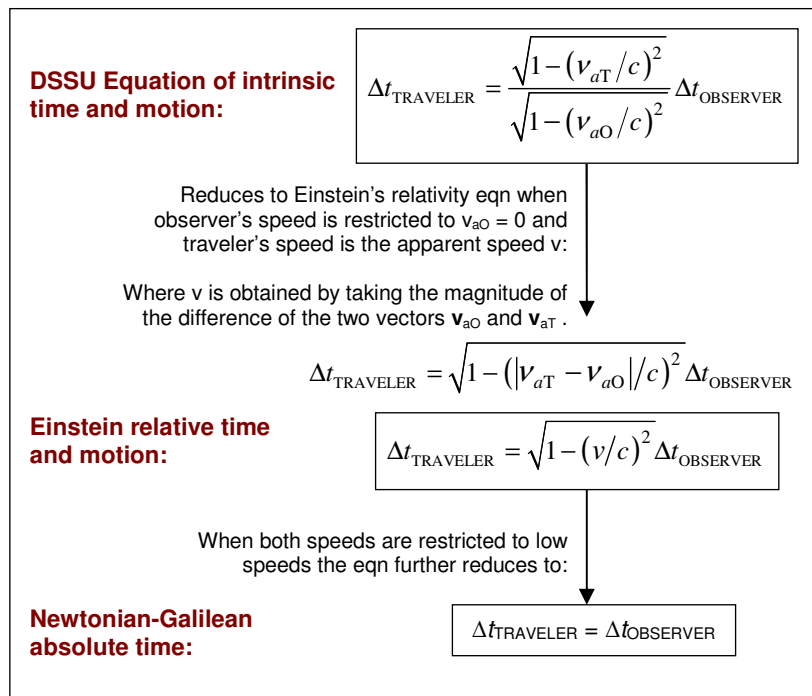 DSSU Equation of intrinsic
time and motion:
Δt_TRAVELER = √(1−(v_aT/c)²) / √(1−(v_aO/c)²) Δt_OBSERVER
Reduces to Einstein's relativity eqn when
observer's speed is restricted to v_aO = 0 and
traveler's speed is the apparent speed v:
Where v is obtained by taking the magnitude of
the difference of the two vectors v_aO and v_aT .
Δt_TRAVELER = √(1−(|v_aT − v_aO|/c)²) Δt_OBSERVER
Einstein relative time
and motion:
Δt_TRAVELER = √(1−(v/c)²) Δt_OBSERVER
When both speeds are restricted to low
speeds the eqn further reduces to:
Newtonian-Galilean
absolute time:
Δt_TRAVELER = Δt_OBSERVER